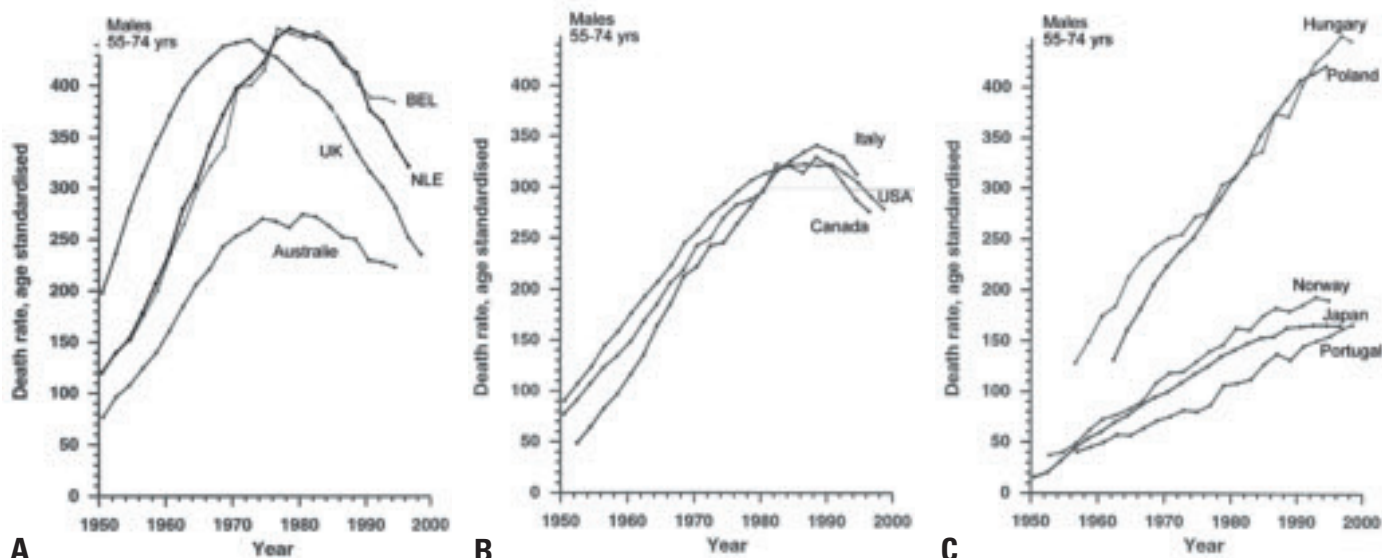 Males
55-74 yrs
Death rate, age standardised
400
350
300
250
200
150
100
50
0
1950
1960
1970
1980
1990
2000
Year
BEL
UK
NLE
Australie
A
Males
55-74 yrs
Death rate, age standardised
400
350
300
250
200
150
100
50
0
1950
1960
1970
1980
1990
2000
Year
Italy
USA
Canada
B
Males
55-74 yrs
Death rate, age standardised
400
350
300
250
200
150
100
50
0
1950
1960
1970
1980
1990
2000
Year
Hungary
Poland
Norway
Japan
Portugal
C